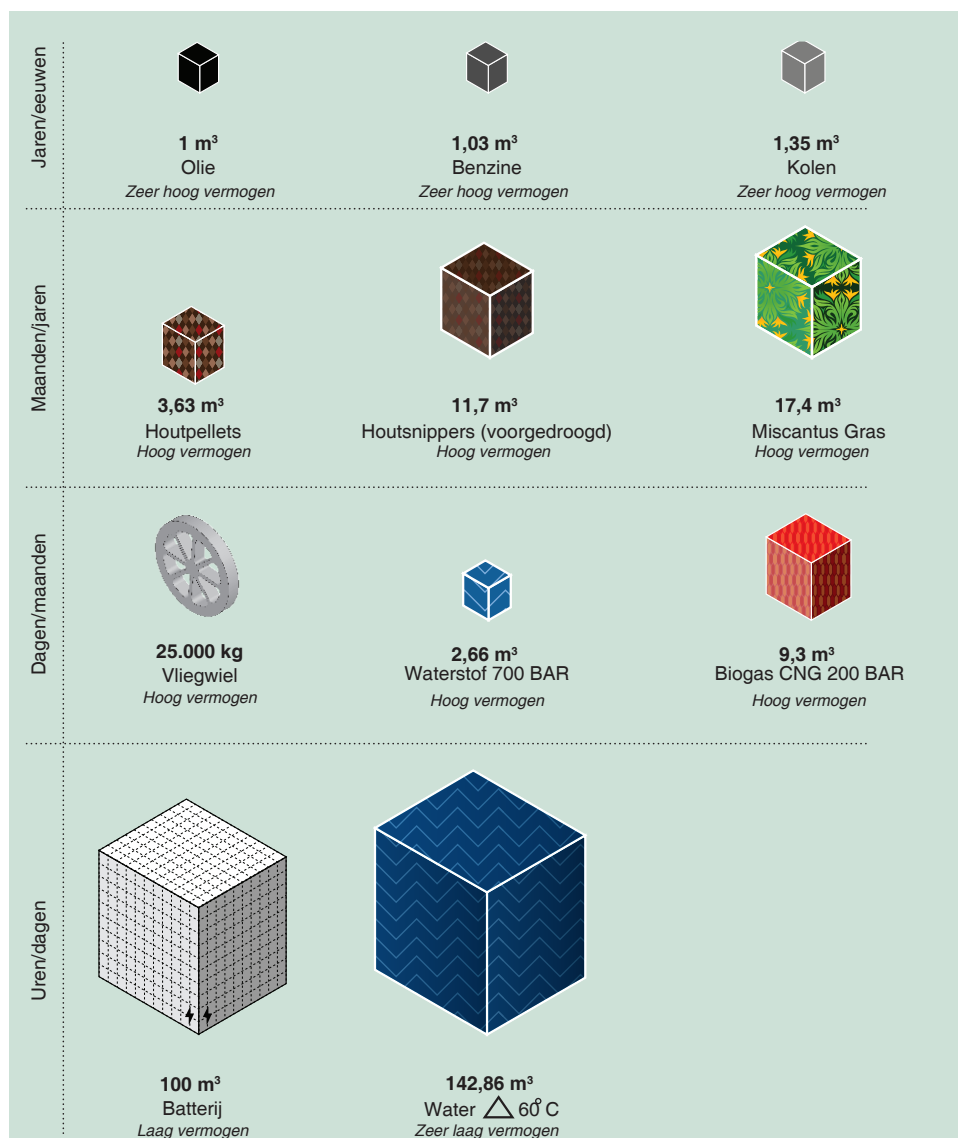 Jaren/eeuwen
1 m³
Olie
Zeer hoog vermogen
1,03 m³
Benzine
Zeer hoog vermogen
1,35 m³
Kolen
Zeer hoog vermogen
Maanden/jaren
3,63 m³
Houtpellets
Hoog vermogen
11,7 m³
Houtsnippers (voorgedroogd)
Hoog vermogen
17,4 m³
Miscantus Gras
Hoog vermogen
Dagen/maanden
25.000 kg
Vliegwiel
Hoog vermogen
2,66 m³
Waterstof 700 BAR
Hoog vermogen
9,3 m³
Biogas CNG 200 BAR
Hoog vermogen
Uren/dagen
100 m³
Batterij
Laag vermogen
142,86 m³
Water △ 60° C
Zeer laag vermogen